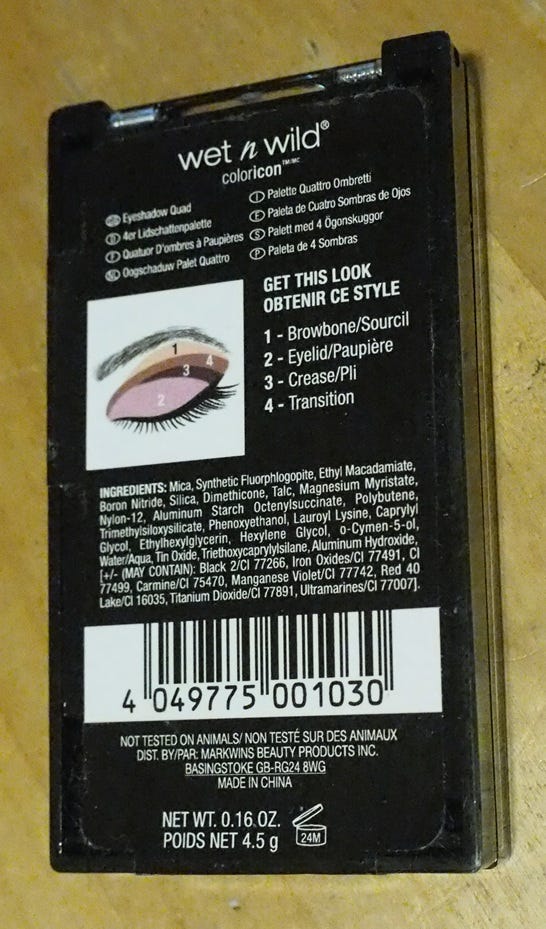 wet n wild®
coloricon™/MC
GB Eyeshadow Quad
D 4er Lidschattenpalette
F Quatuor D'ombres à Paupières
NL Oogschaduw Palet Quattro
I Palette Quattro Ombretti
E Paleta de Cuatro Sombras de Ojos
S Palett med 4 Ögonskuggor
P Paleta de 4 Sombras
GET THIS LOOK
OBTENIR CE STYLE
1 - Browbone/Sourcil
2 - Eyelid/Paupière
3 - Crease/Pli
4 - Transition
1
4
3
2
INGREDIENTS: Mica, Synthetic Fluorphlogopite, Ethyl Macadamiate,
Boron Nitride, Silica, Dimethicone, Talc, Magnesium Myristate,
Nylon-12, Aluminum Starch Octenylsuccinate, Polybutene,
Trimethylsiloxysilicate, Phenoxyethanol, Lauroyl Lysine, Caprylyl
Glycol, Ethylhexylglycerin, Hexylene Glycol, o-Cymen-5-ol,
Water/Aqua, Tin Oxide, Triethoxycaprylylsilane, Aluminum Hydroxide,
[+/- (MAY CONTAIN): Black 2/CI 77266, Iron Oxides/CI 77491, CI
77499, Carmine/CI 75470, Manganese Violet/CI 77742, Red 40
Lake/CI 16035, Titanium Dioxide/CI 77891, Ultramarines/CI 77007].
4 049775 001030
NOT TESTED ON ANIMALS/ NON TESTÉ SUR DES ANIMAUX
DIST. BY/PAR: MARKWINS BEAUTY PRODUCTS INC.
BASINGSTOKE GB-RG24 8WG
MADE IN CHINA
NET WT. 0.16.OZ.
POIDS NET 4.5 g
24M